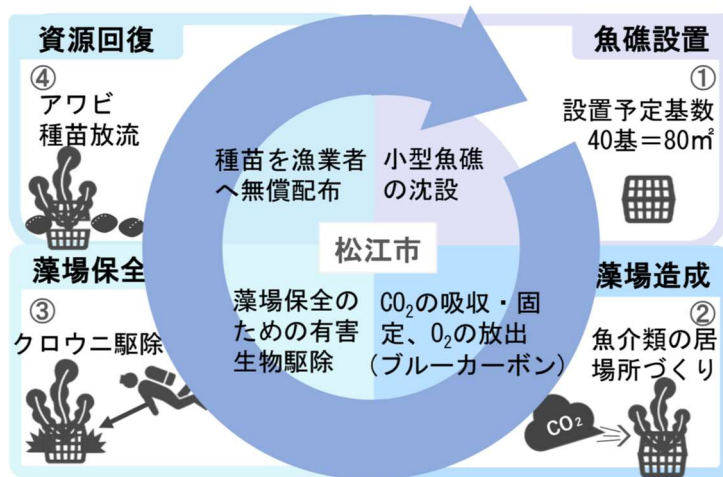 資源回復
④
アワビ
種苗放流
種苗を漁業者
へ無償配布
魚礁設置
①
設置予定基数
40基＝80㎡
小型魚礁
の沈設
松江市
藻場保全
③
クロウニ駆除
藻場保全の
ための有害
生物駆除
藻場造成
②
魚介類の居
場所づくり
CO₂の吸収・固
定、O₂の放出
（ブルーカーボン）
CO₂